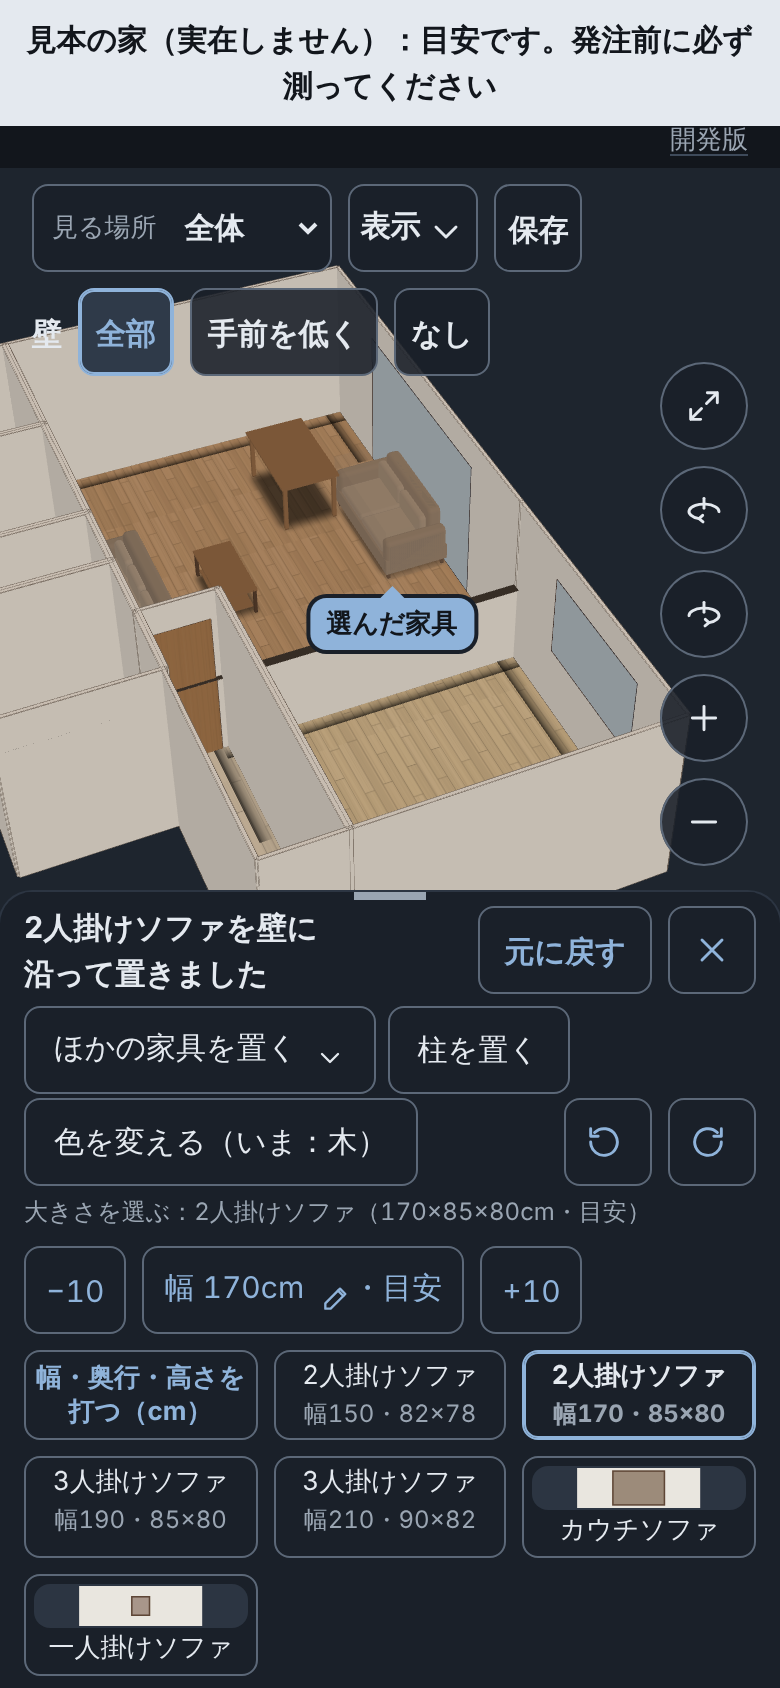 見本の家（実在しません）：目安です。発注前に必ず
測ってください
開発版
見る場所 全体
表示
保存
壁
全部
手前を低く
なし
選んだ家具
2人掛けソファを壁に
沿って置きました
元に戻す
ほかの家具を置く
柱を置く
色を変える（いま：木）
大きさを選ぶ：2人掛けソファ（170×85×80cm・目安）
−10
幅 170cm ・目安
+10
幅・奥行・高さを
打つ（cm）
2人掛けソファ
幅150・82×78
2人掛けソファ
幅170・85×80
3人掛けソファ
幅190・85×80
3人掛けソファ
幅210・90×82
カウチソファ
一人掛けソファ